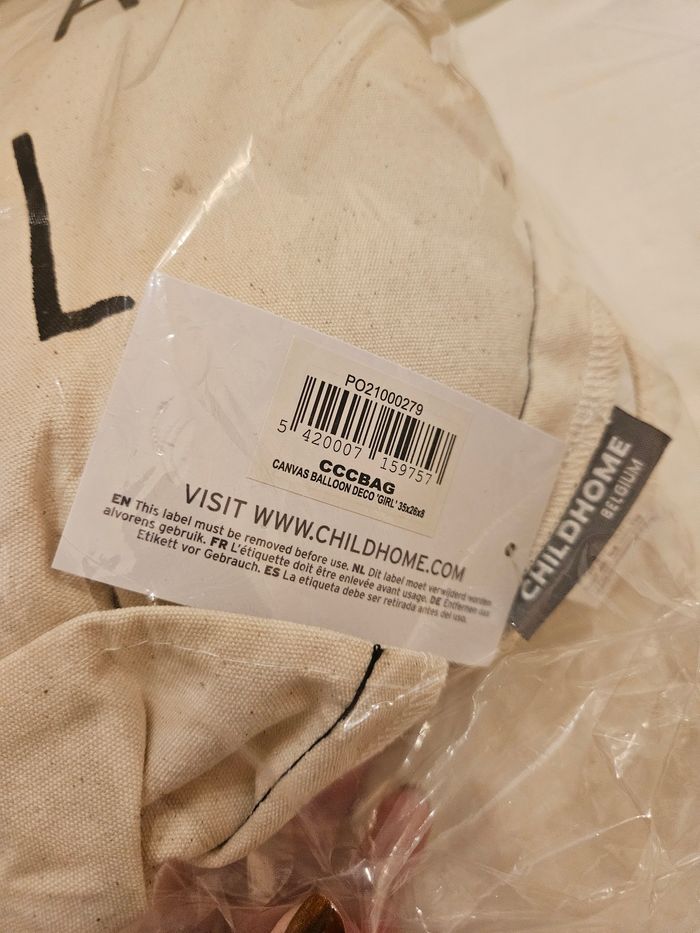 A
L
PO21000279
5 420007 159757
CCCBAG
CANVAS BALLOON DECO 'GIRL' 35x26x8
VISIT WWW.CHILDHOME.COM
EN This label must be removed before use. NL Dit label moet verwijderd worden
alvorens gebruik. FR L'étiquette doit être enlevée avant usage. DE Entfernen das
Etikett vor Gebrauch. ES La etiqueta debe ser retirada antes del uso.
CHILDHOME
BELGIUM